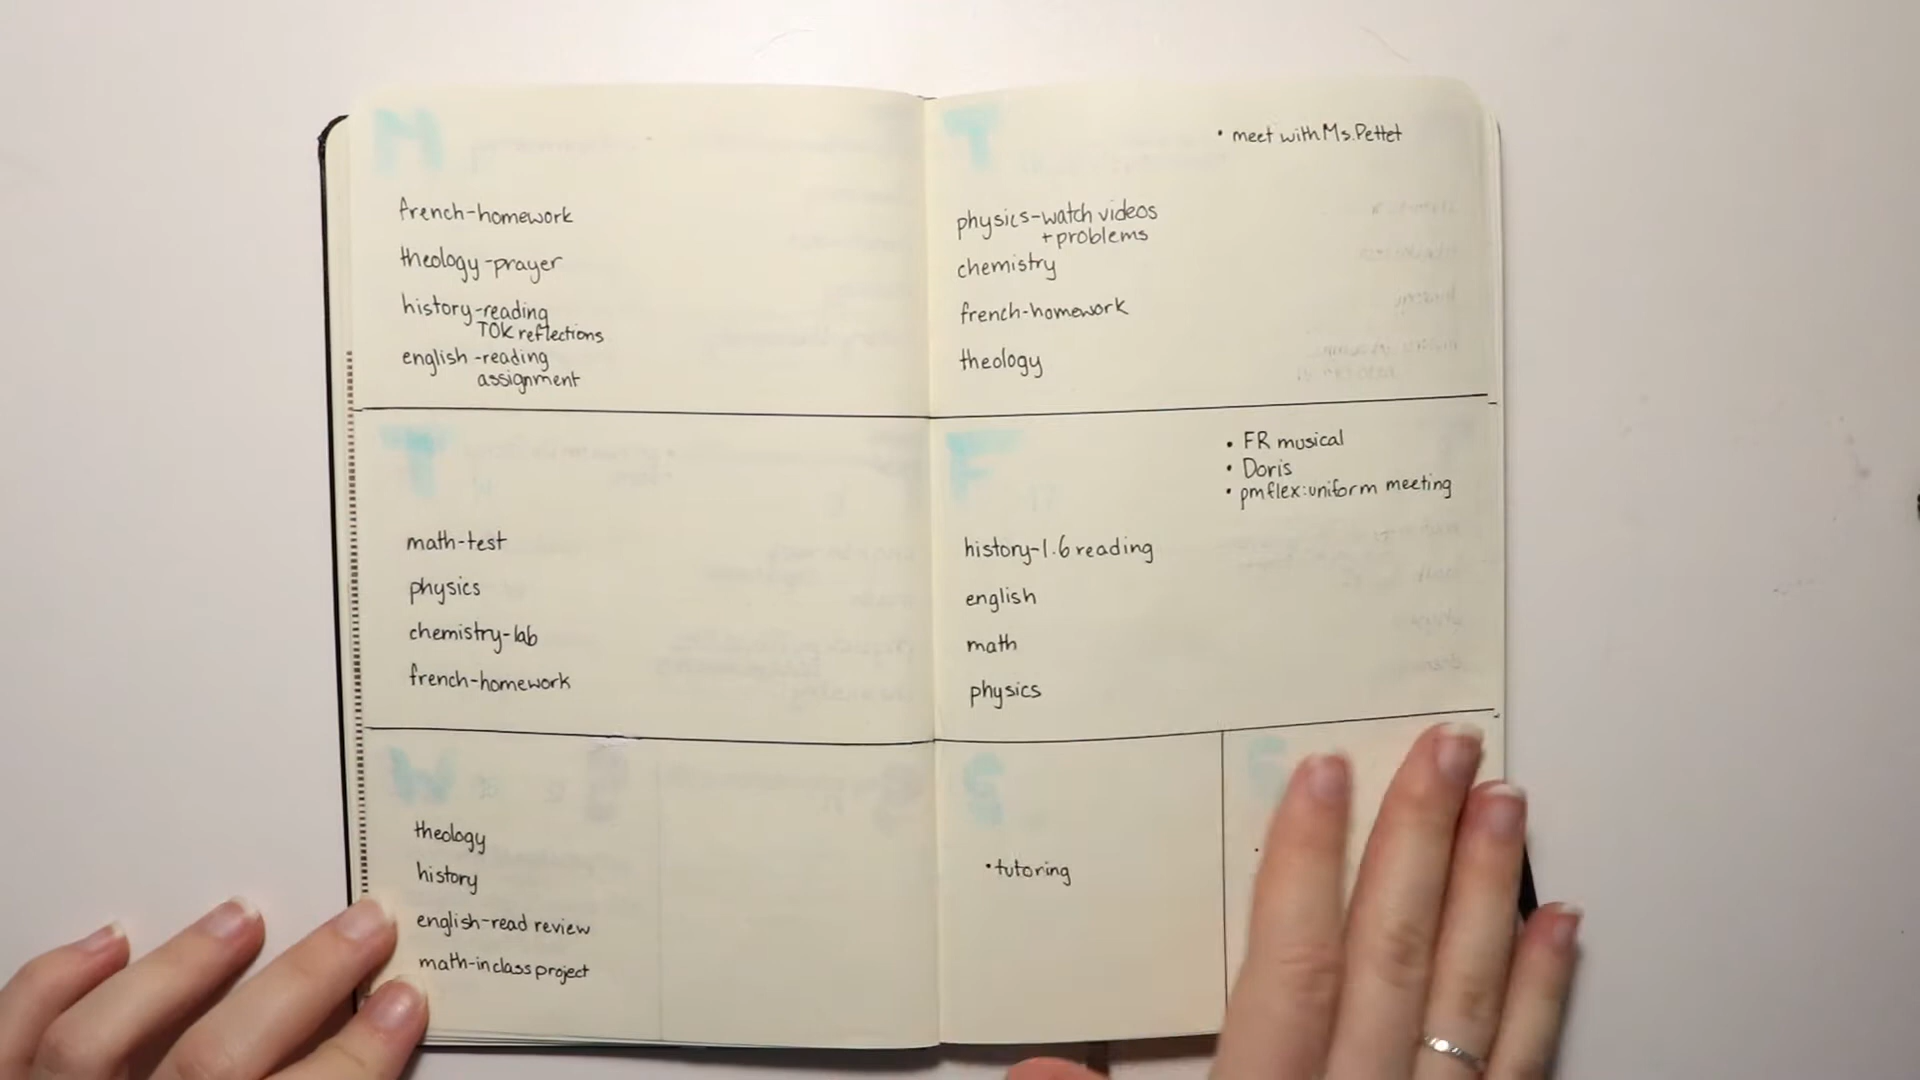 M
french-homework
theology-prayer
history-reading
TOK reflections
english-reading
assignment
T
math-test
physics
chemistry-lab
french-homework
W
theology
history
english-read review
math-in class project
T
• meet with Ms. Pettet
physics-watch videos
+problems
chemistry
french-homework
theology
F
• FR musical
• Doris
• pmflex: uniform meeting
history-1.6 reading
english
math
physics
S
• tutoring
S